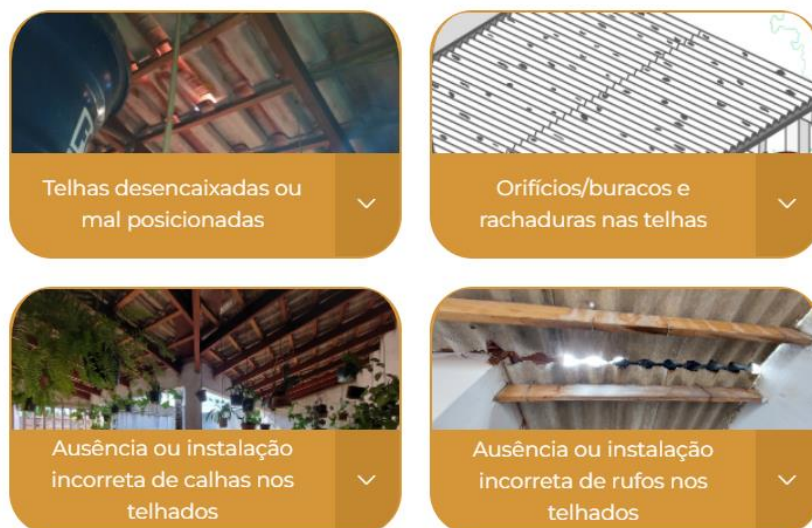 Telhas desencaixadas ou
mal posicionadas
Orifícios/buracos e
rachaduras nas telhas
Ausência ou instalação
incorreta de calhas nos
telhados
Ausência ou instalação
incorreta de rufos nos
telhados